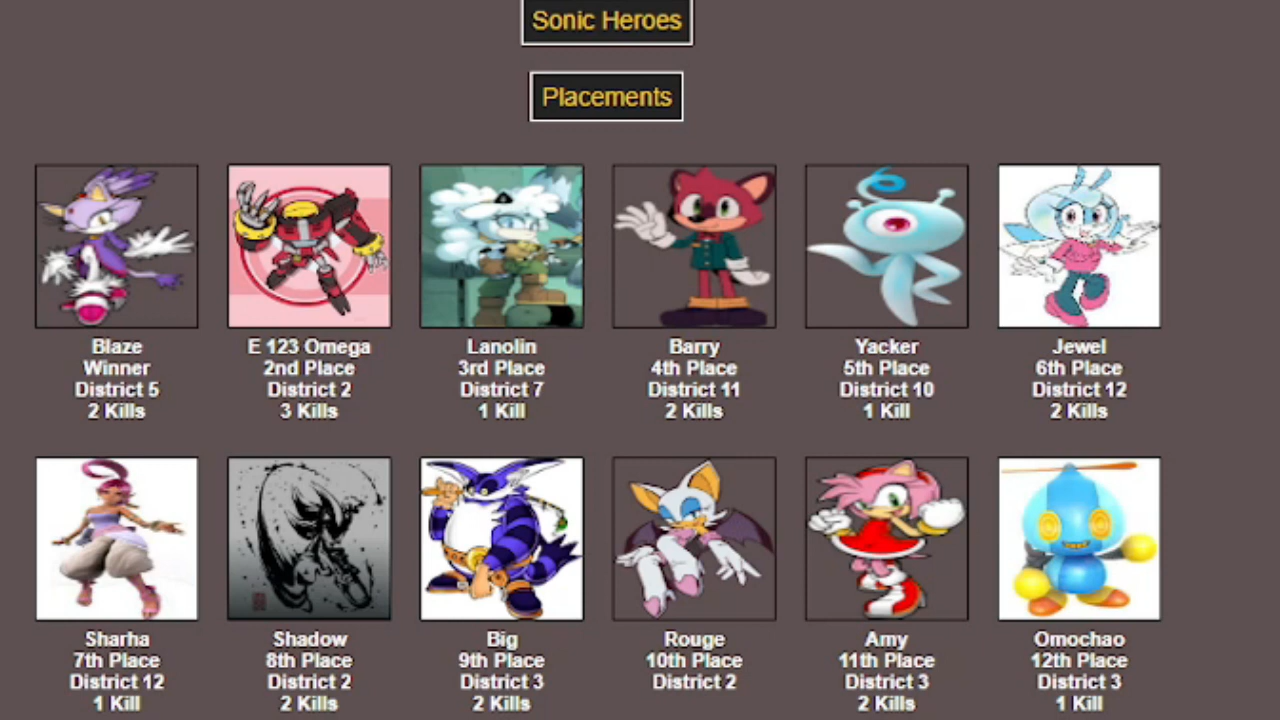 Sonic Heroes
Placements
Blaze
Winner
District 5
2 Kills
E 123 Omega
2nd Place
District 2
3 Kills
Lanolin
3rd Place
District 7
1 Kill
Barry
4th Place
District 11
2 Kills
Yacker
5th Place
District 10
1 Kill
Jewel
6th Place
District 12
2 Kills
Sharha
7th Place
District 12
1 Kill
Shadow
8th Place
District 2
2 Kills
Big
9th Place
District 3
2 Kills
Rouge
10th Place
District 2
Amy
11th Place
District 3
2 Kills
Omochao
12th Place
District 3
1 Kill